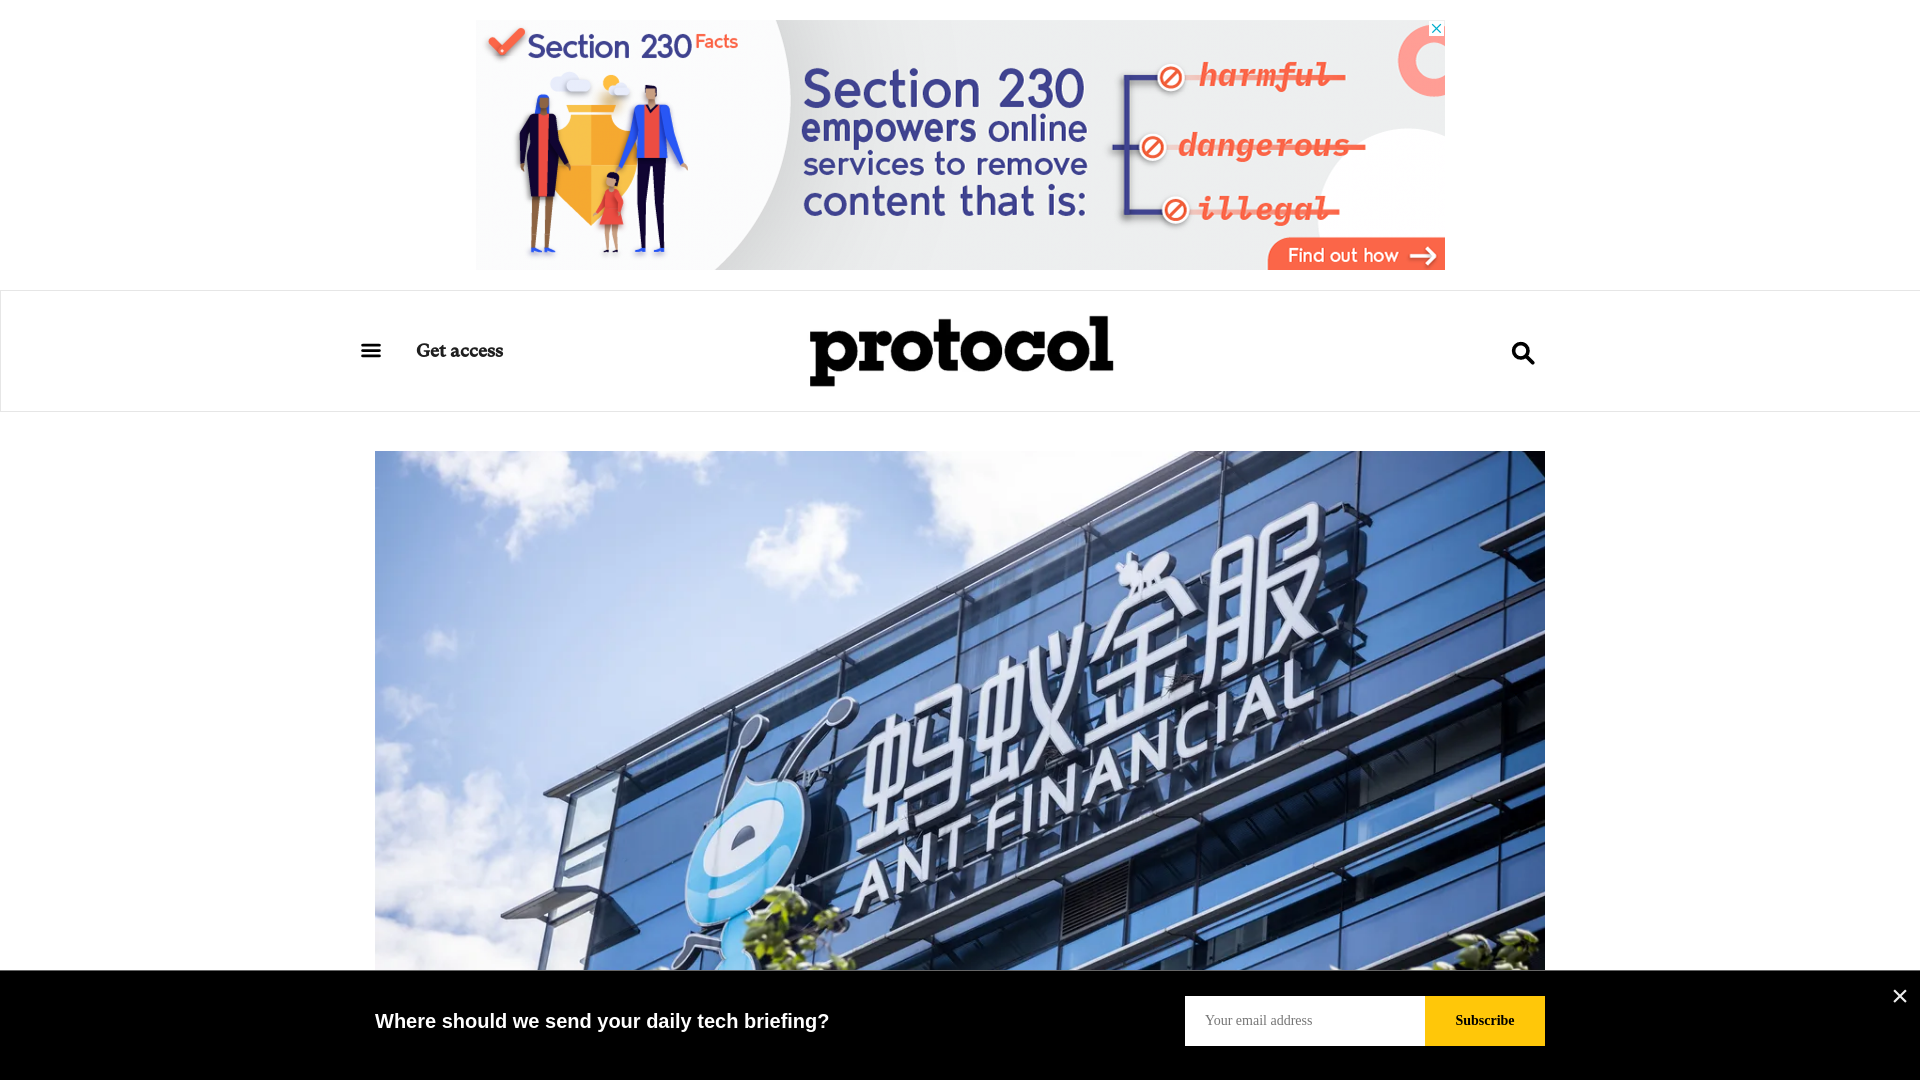 Section 230 Facts
Section 230
empowers online
services to remove
content that is:
harmful
dangerous
illegal
Find out how
Get access
protocol
蚂蚁金服
ANT FINANCIAL
Where should we send your daily tech briefing?
Your email address
Subscribe